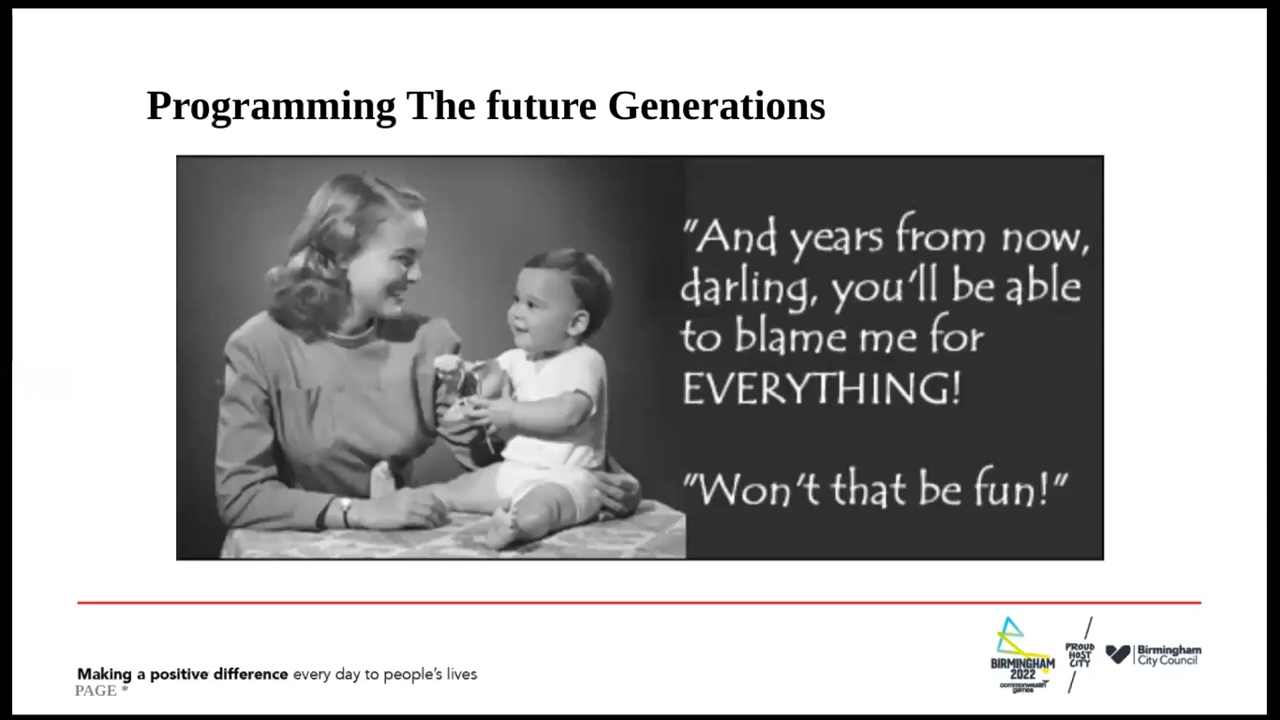 Programming The future Generations
"And years from now,
darling, you'll be able
to blame me for
EVERYTHING!
"Won't that be fun!"
Making a positive difference every day to people's lives
PAGE *
BIRMINGHAM
2022
commonwealth
games
PROUD
HOST
CITY
Birmingham
City Council